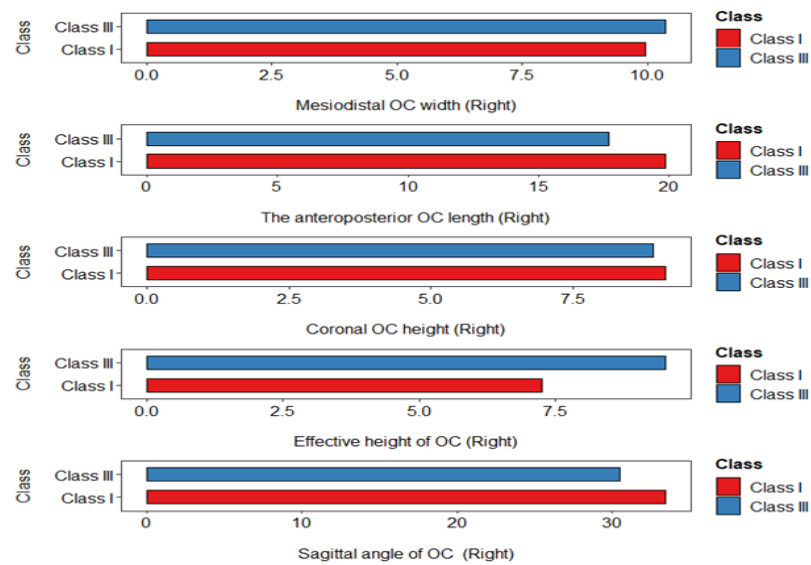 Class
Class III
Class I
0.0 2.5 5.0 7.5 10.0
Mesiodistal OC width (Right)
Class
Class I
Class III
Class
Class III
Class I
0 5 10 15 20
The anteroposterior OC length (Right)
Class
Class I
Class III
Class
Class III
Class I
0.0 2.5 5.0 7.5
Coronal OC height (Right)
Class
Class I
Class III
Class
Class III
Class I
0.0 2.5 5.0 7.5
Effective height of OC (Right)
Class
Class I
Class III
Class
Class III
Class I
0 10 20 30
Sagittal angle of OC (Right)
Class
Class I
Class III